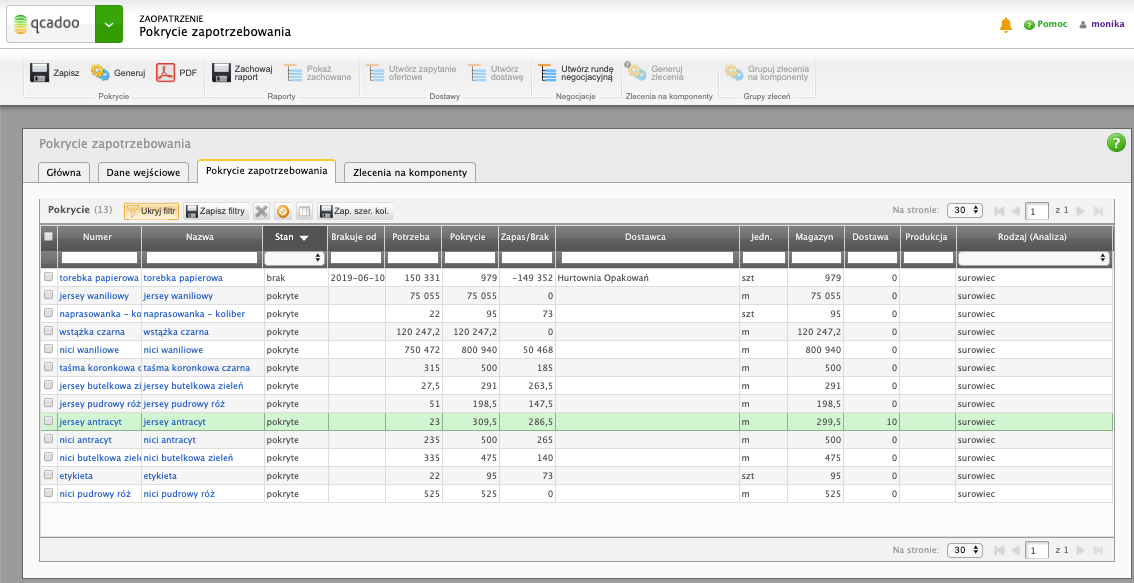 qcadoo
ZAOPATRZENIE
Pokrycie zapotrzebowania
Pomoc monika
Zapisz Generuj PDF
Pokrycie
Zachowaj raport Pokaż zachowane
Raporty
Utwórz zapytanie ofertowe Utwórz dostawę
Dostawy
Utwórz rundę negocjacyjną
Negocjacje
Generuj zlecenia
Zlecenia na komponenty
Grupuj zlecenia na komponenty
Grupy zleceń
Pokrycie zapotrzebowania ?
Główna Dane wejściowe Pokrycie zapotrzebowania Zlecenia na komponenty
Pokrycie (13) Ukryj filtr Zapisz filtry Zap. szer. kol. Na stronie: 30 1 z 1
Numer Nazwa Stan Brakuje od Potrzeba Pokrycie Zapas/Brak Dostawca Jedn. Magazyn Dostawa Produkcja Rodzaj (Analiza)
torebka papierowa torebka papierowa brak 2019-06-10 150 331 979 -149 352 Hurtownia Opakowań szt 979 0 surowiec
jersey waniliowy jersey waniliowy pokryte 75 055 75 055 0 m 75 055 0 surowiec
naprasowanka - ko naprasowanka - koliber pokryte 22 95 73 szt 95 0 surowiec
wstążka czarna wstążka czarna pokryte 120 247,2 120 247,2 0 m 120 247,2 0 surowiec
nici waniliowe nici waniliowe pokryte 750 472 800 940 50 468 m 800 940 0 surowiec
taśma koronkowa c taśma koronkowa czarna pokryte 315 500 185 m 500 0 surowiec
jersey butelkowa zi jersey butelkowa zieleń pokryte 27,5 291 263,5 m 291 0 surowiec
jersey pudrowy róż jersey pudrowy róż pokryte 51 198,5 147,5 m 198,5 0 surowiec
jersey antracyt jersey antracyt pokryte 23 309,5 286,5 m 299,5 10 surowiec
nici antracyt nici antracyt pokryte 235 500 265 m 500 0 surowiec
nici butelkowa ziele nici butelkowa zieleń pokryte 335 475 140 m 475 0 surowiec
etykieta etykieta pokryte 22 95 73 szt 95 0 surowiec
nici pudrowy róż nici pudrowy róż pokryte 525 525 0 m 525 0 surowiec
Na stronie: 30 1 z 1